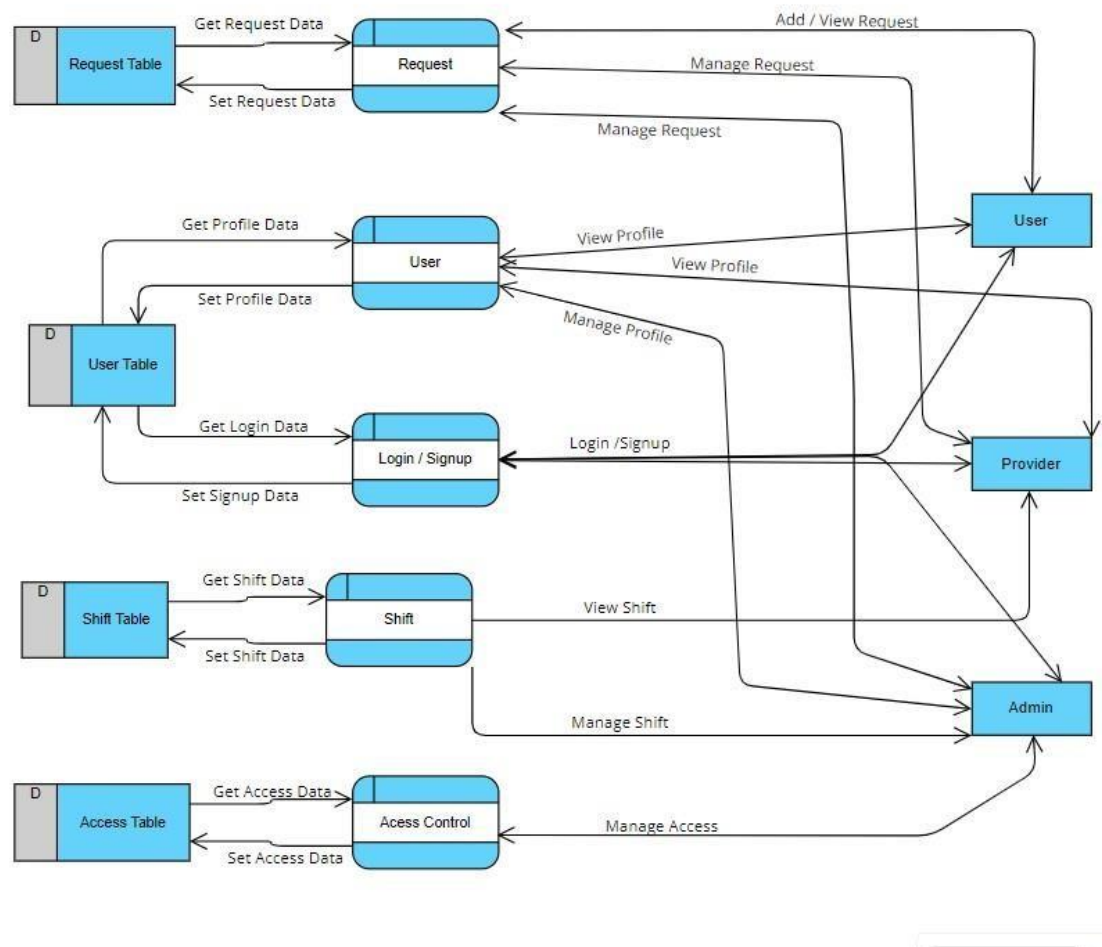 Get Request Data
Add / View Request
D
Request Table
Request
Manage Request
Set Request Data
Manage Request
User
Get Profile Data
View Profile
User
View Profile
Set Profile Data
Manage Profile
D
User Table
Get Login Data
Login /Signup
Login / Signup
Provider
Set Signup Data
Get Shift Data
D
Shift Table
Shift
View Shift
Set Shift Data
Admin
Manage Shift
D
Get Access Data
Access Table
Acess Control
Manage Access
Set Access Data